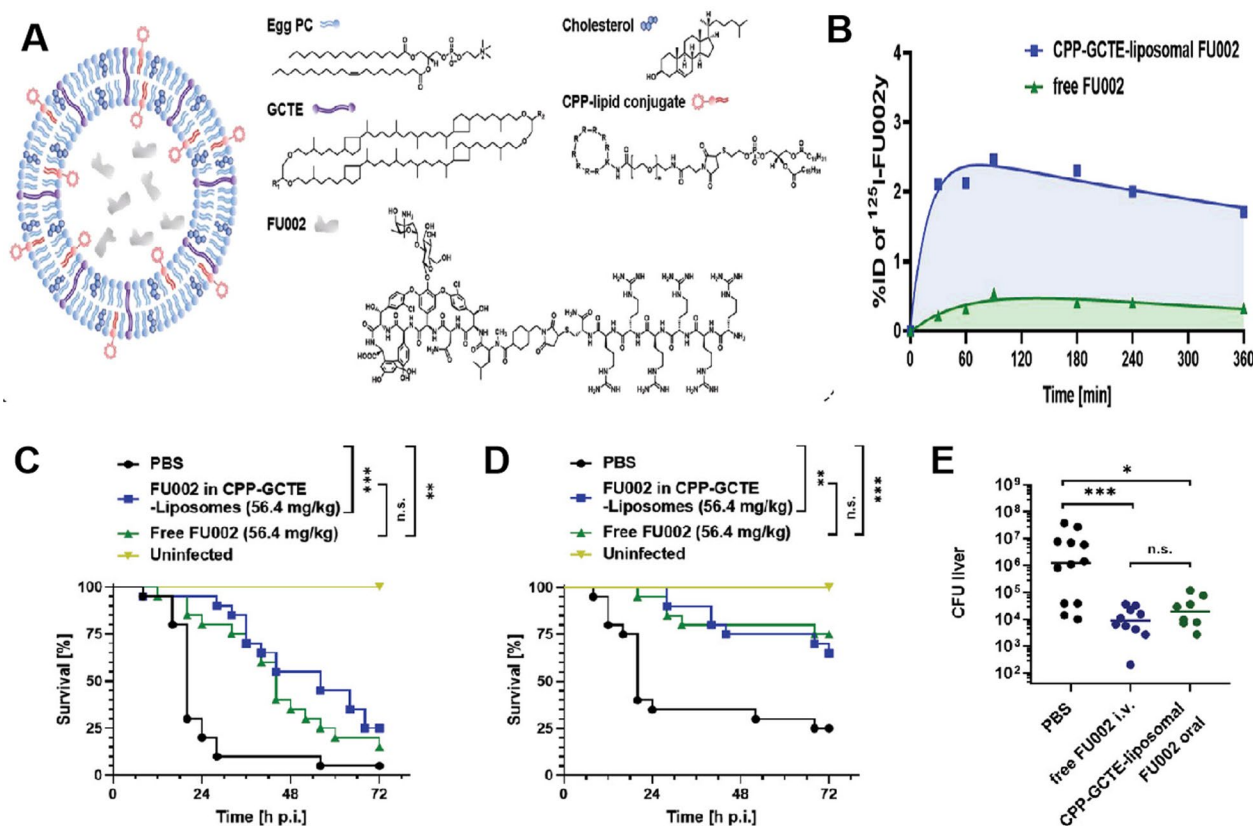 A
Egg PC
Cholesterol
GCTE
CPP-lipid conjugate
FU002
B
CPP-GCTE-liposomal FU002
free FU002
%ID of ¹²⁵I-FU002y
4
3
2
1
0
0 60 120 180 240 300 360
Time [min]
C
PBS
FU002 in CPP-GCTE
-Liposomes (56.4 mg/kg)
Free FU002 (56.4 mg/kg)
Uninfected
***
n.s.
**
Survival [%]
100
75
50
25
0
0 24 48 72
Time [h p.i.]
D
PBS
FU002 in CPP-GCTE
-Liposomes (56.4 mg/kg)
Free FU002 (56.4 mg/kg)
Uninfected
**
n.s.
***
Survival [%]
100
75
50
25
0
0 24 48 72
Time [h p.i.]
E
*
***
n.s.
CFU liver
10⁹
10⁸
10⁷
10⁶
10⁵
10⁴
10³
10²
PBS
free FU002 i.v.
CPP-GCTE-liposomal
FU002 oral